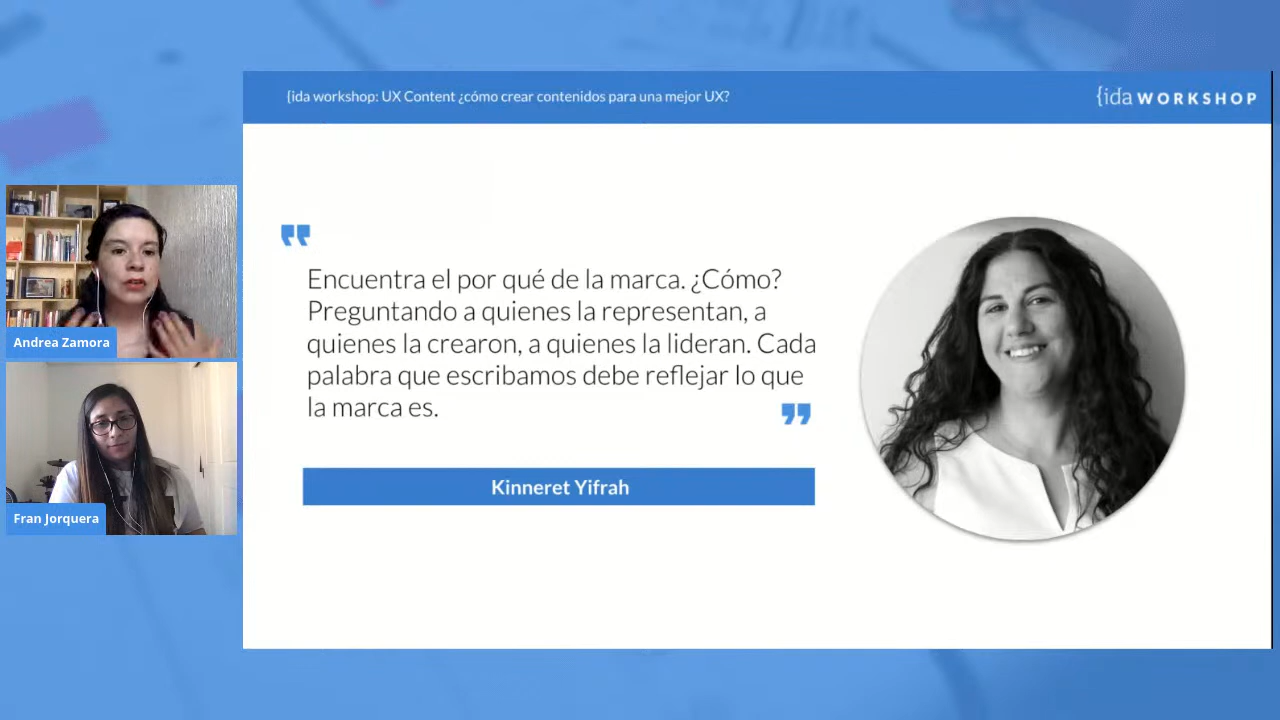 {ida workshop: UX Content ¿cómo crear contenidos para una mejor UX?
{ida WORKSHOP
Andrea Zamora
Fran Jorquera
"
Encuentra el por qué de la marca. ¿Cómo?
Preguntando a quienes la representan, a
quienes la crearon, a quienes la lideran. Cada
palabra que escribamos debe reflejar lo que
la marca es.
"
Kinneret Yifrah